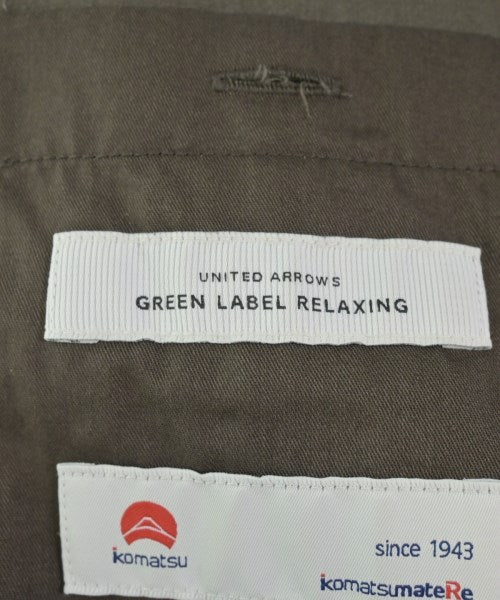 UNITED ARROWS
GREEN LABEL RELAXING
komatsu
since 1943
komatsumateRe